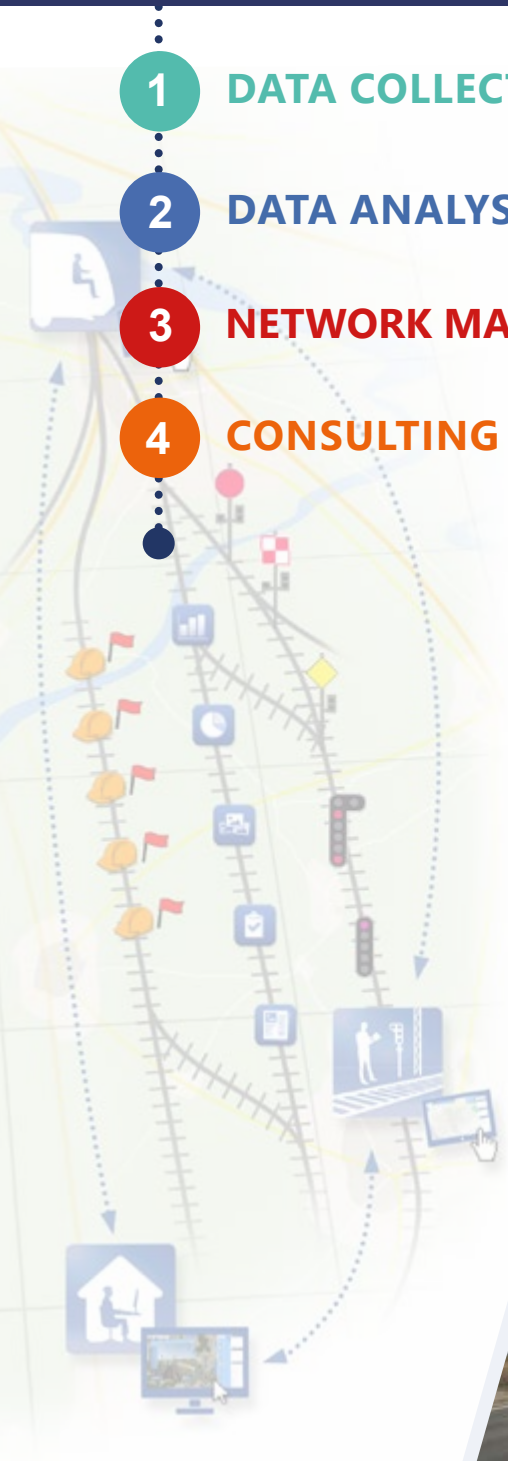 1 DATA COLLECT
2 DATA ANALYS
3 NETWORK MA
4 CONSULTING